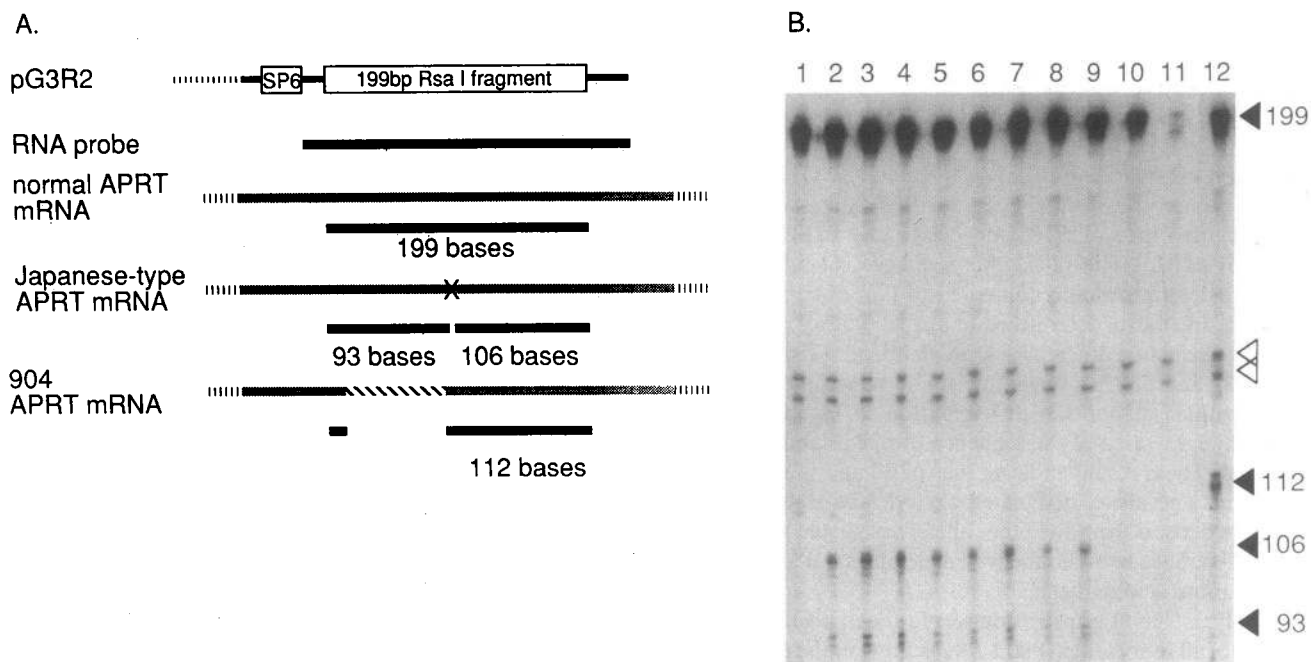 A.
pG3R2
SP6
199bp Rsa I fragment
RNA probe
normal APRT
mRNA
199 bases
Japanese-type
APRT mRNA
X
93 bases
106 bases
904
APRT mRNA
112 bases
B.
1 2 3 4 5 6 7 8 9 10 11 12
199
112
106
93